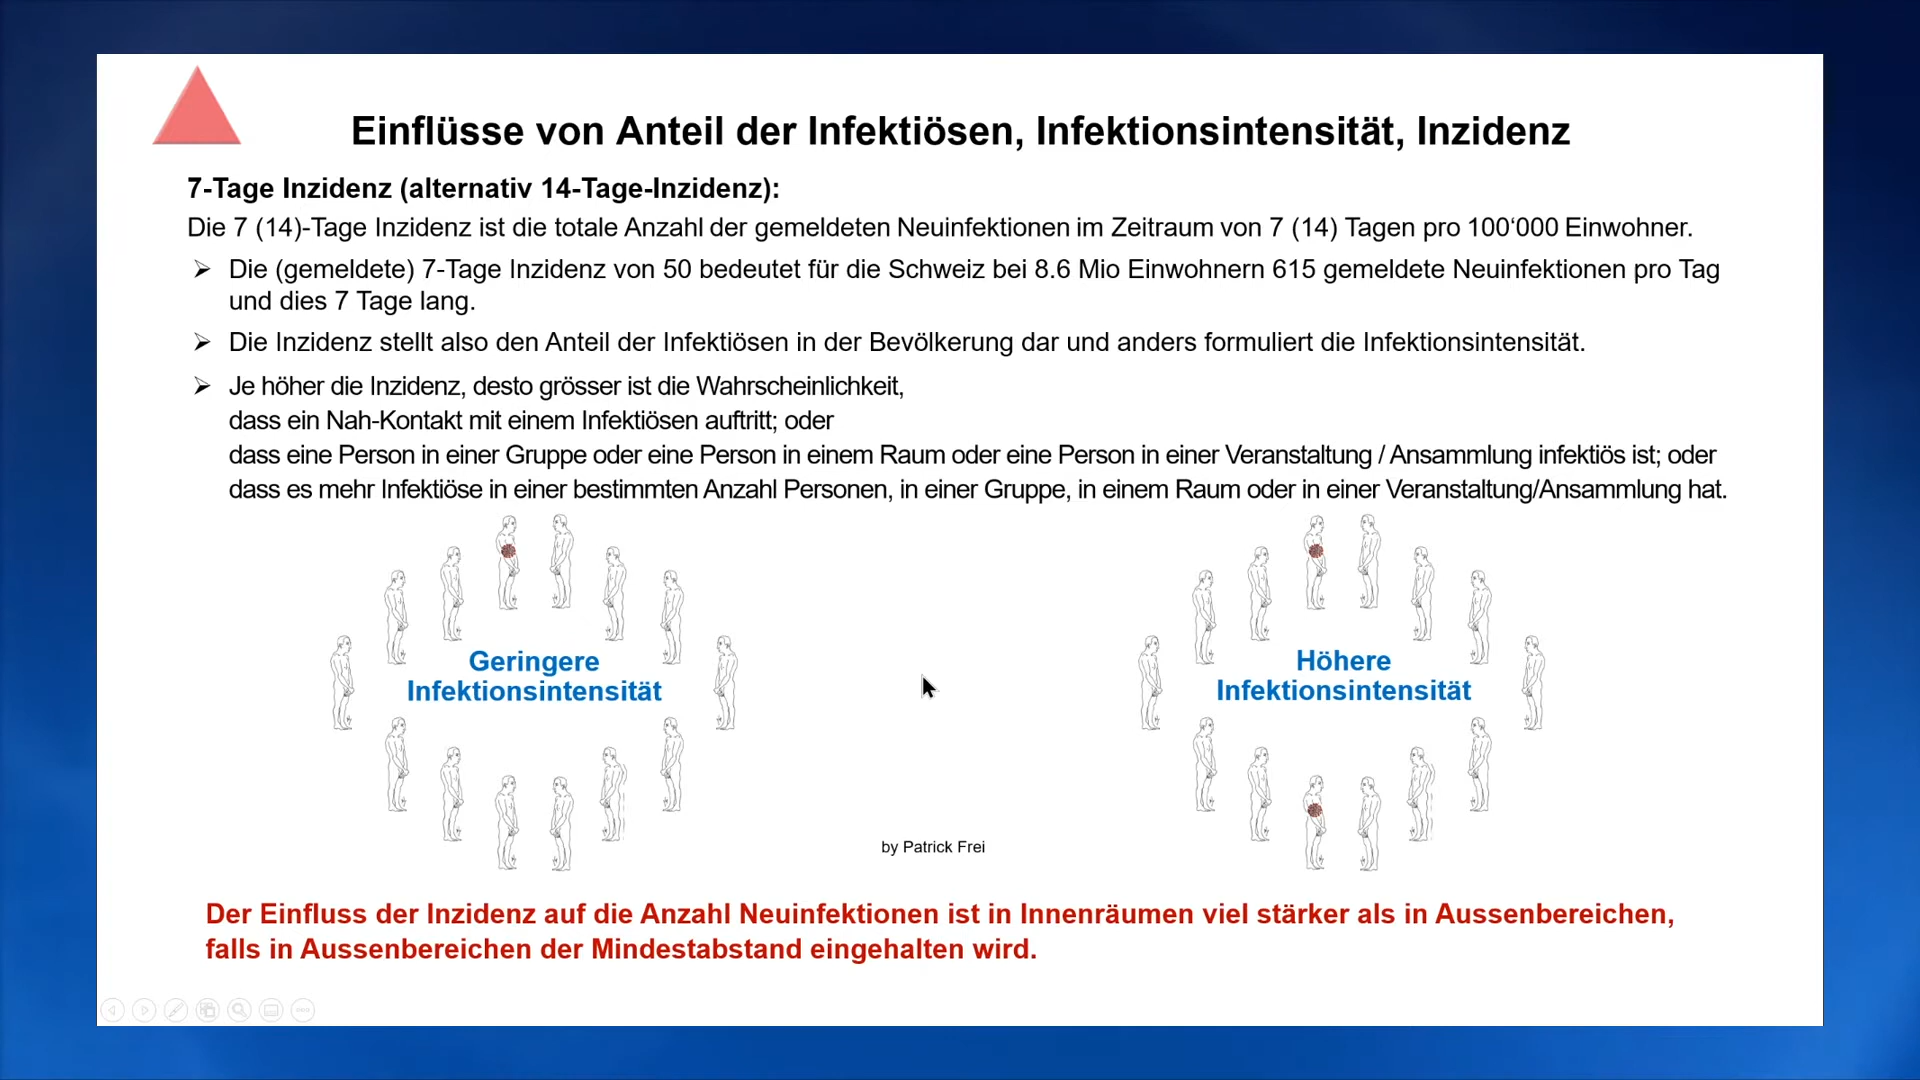 Einflüsse von Anteil der Infektiösen, Infektionsintensität, Inzidenz
7-Tage Inzidenz (alternativ 14-Tage-Inzidenz):
Die 7 (14)-Tage Inzidenz ist die totale Anzahl der gemeldeten Neuinfektionen im Zeitraum von 7 (14) Tagen pro 100‘000 Einwohner.
Die (gemeldete) 7-Tage Inzidenz von 50 bedeutet für die Schweiz bei 8.6 Mio Einwohnern 615 gemeldete Neuinfektionen pro Tag
und dies 7 Tage lang.
Die Inzidenz stellt also den Anteil der Infektiösen in der Bevölkerung dar und anders formuliert die Infektionsintensität.
Je höher die Inzidenz, desto grösser ist die Wahrscheinlichkeit,
dass ein Nah-Kontakt mit einem Infektiösen auftritt; oder
dass eine Person in einer Gruppe oder eine Person in einem Raum oder eine Person in einer Veranstaltung / Ansammlung infektiös ist; oder
dass es mehr Infektiöse in einer bestimmten Anzahl Personen, in einer Gruppe, in einem Raum oder in einer Veranstaltung/Ansammlung hat.
Geringere
Infektionsintensität
Höhere
Infektionsintensität
by Patrick Frei
Der Einfluss der Inzidenz auf die Anzahl Neuinfektionen ist in Innenräumen viel stärker als in Aussenbereichen,
falls in Aussenbereichen der Mindestabstand eingehalten wird.